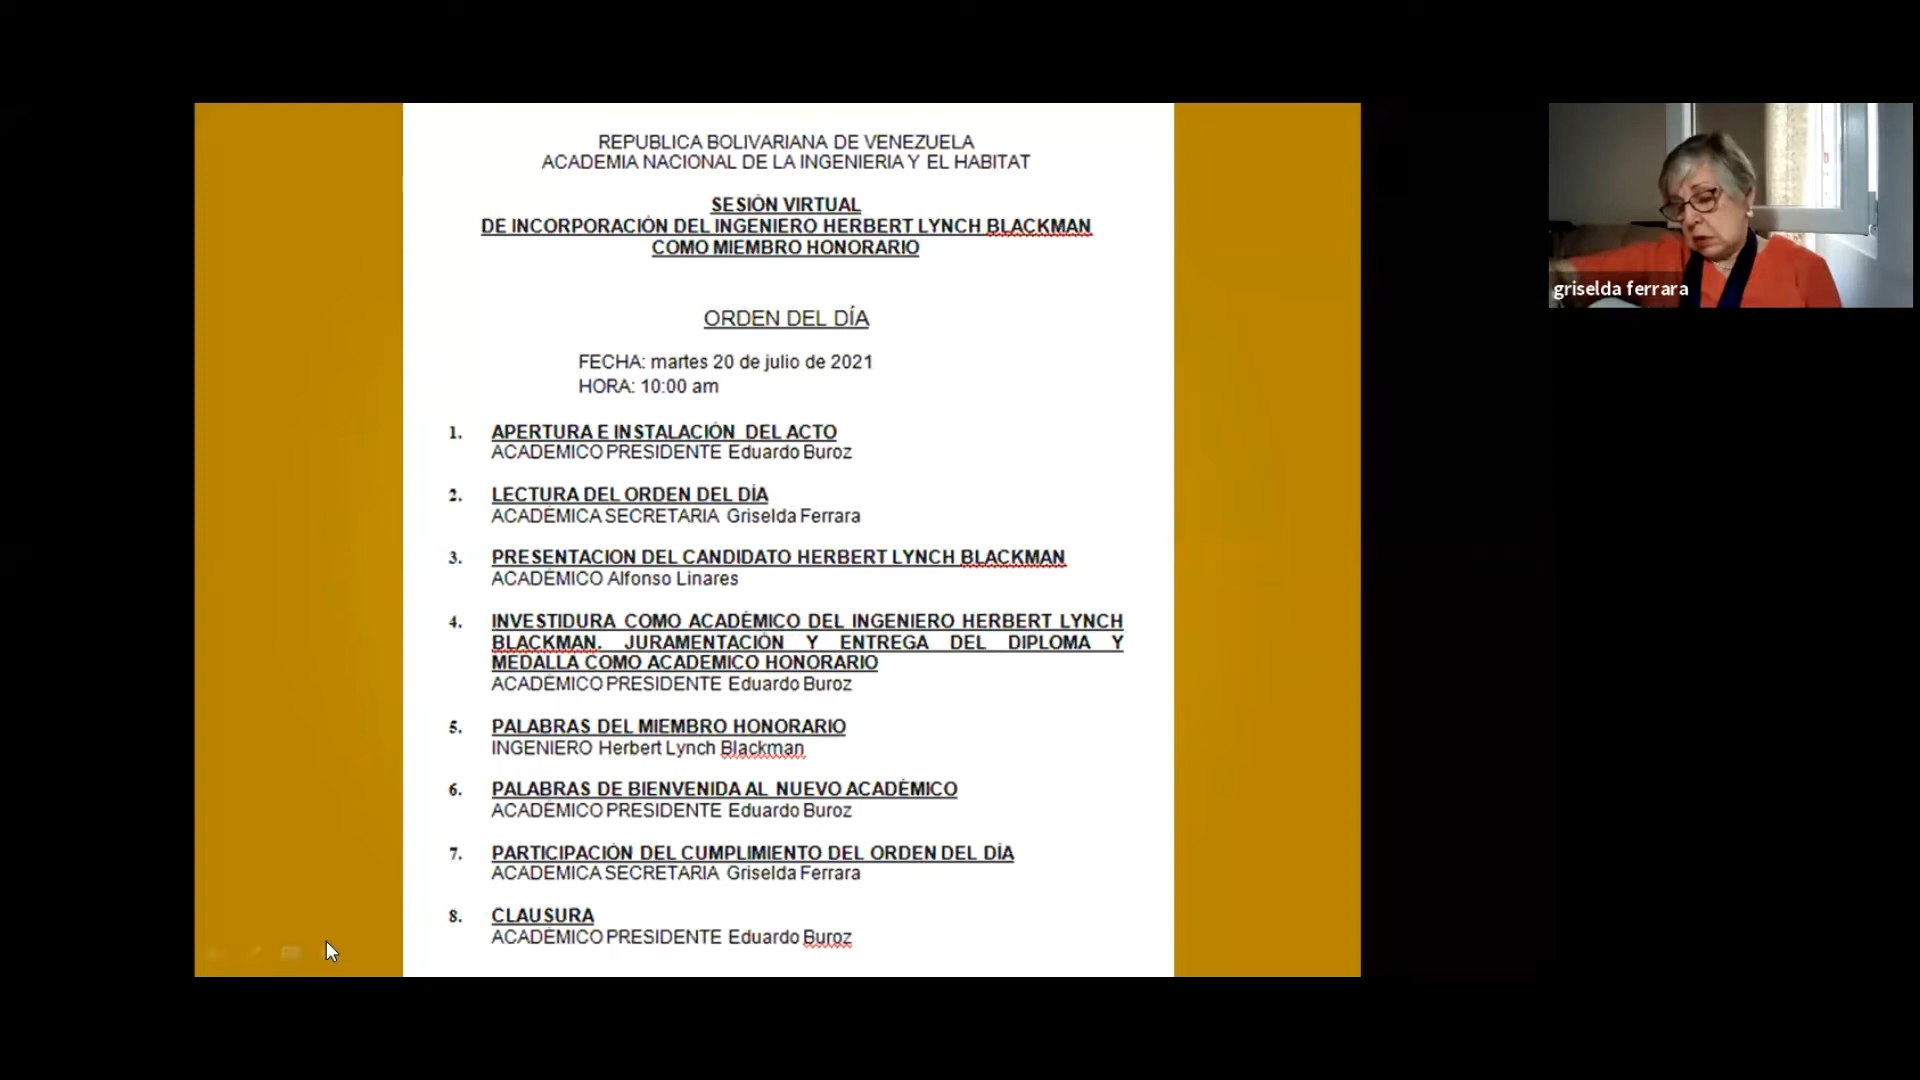 REPUBLICA BOLIVARIANA DE VENEZUELA
ACADEMIA NACIONAL DE LA INGENIERIA Y EL HABITAT
SESIÓN VIRTUAL
DE INCORPORACIÓN DEL INGENIERO HERBERT LYNCH BLACKMAN
COMO MIEMBRO HONORARIO
ORDEN DEL DÍA
FECHA: martes 20 de julio de 2021
HORA: 10:00 am
1. APERTURA E INSTALACIÓN DEL ACTO
ACADÉMICO PRESIDENTE Eduardo Buroz
2. LECTURA DEL ORDEN DEL DÍA
ACADÉMICA SECRETARIA Griselda Ferrara
3. PRESENTACION DEL CANDIDATO HERBERT LYNCH BLACKMAN
ACADÉMICO Alfonso Linares
4. INVESTIDURA COMO ACADÉMICO DEL INGENIERO HERBERT LYNCH
BLACKMAN. JURAMENTACIÓN Y ENTREGA DEL DIPLOMA Y
MEDALLA COMO ACADEMICO HONORARIO
ACADÉMICO PRESIDENTE Eduardo Buroz
5. PALABRAS DEL MIEMBRO HONORARIO
INGENIERO Herbert Lynch Blackman
6. PALABRAS DE BIENVENIDA AL NUEVO ACADÉMICO
ACADÉMICO PRESIDENTE Eduardo Buroz
7. PARTICIPACIÓN DEL CUMPLIMIENTO DEL ORDEN DEL DÍA
ACADÉMICA SECRETARIA Griselda Ferrara
8. CLAUSURA
ACADÉMICO PRESIDENTE Eduardo Buroz
griselda ferrara